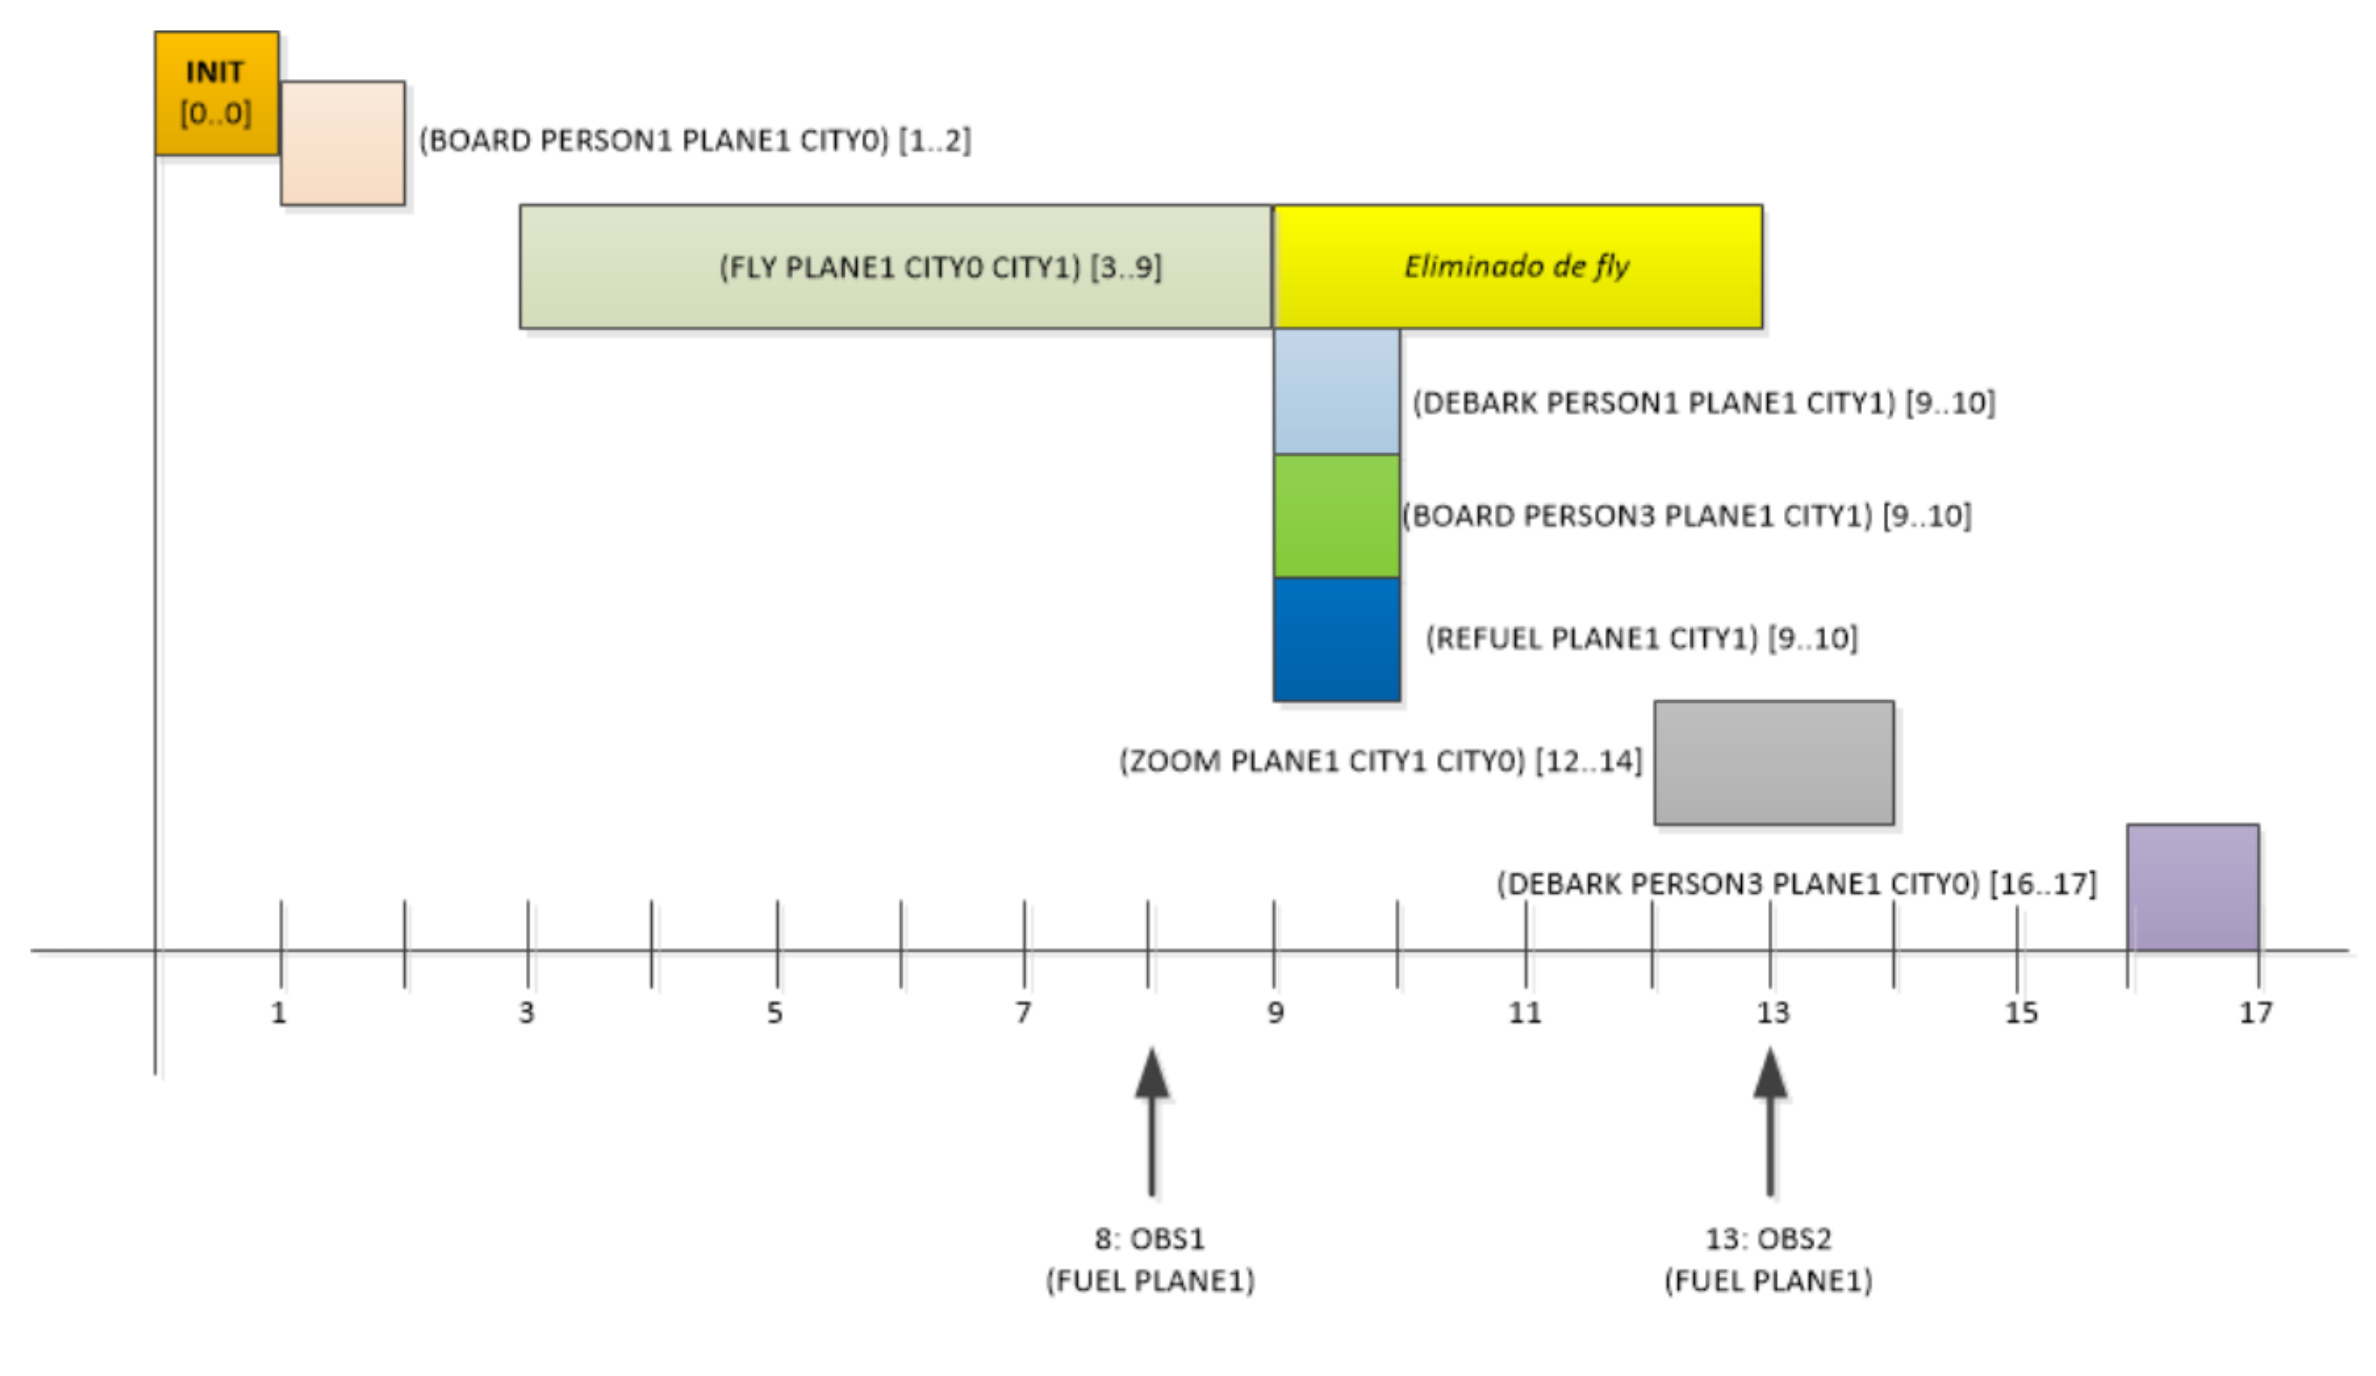 INIT
[0..0]
(BOARD PERSON1 PLANE1 CITY0) [1..2]
(FLY PLANE1 CITY0 CITY1) [3..9]
Eliminado de fly
(DEBARK PERSON1 PLANE1 CITY1) [9..10]
(BOARD PERSON3 PLANE1 CITY1) [9..10]
(REFUEL PLANE1 CITY1) [9..10]
(ZOOM PLANE1 CITY1 CITY0) [12..14]
(DEBARK PERSON3 PLANE1 CITY0) [16..17]
1 3 5 7 9 11 13 15 17
8: OBS1
(FUEL PLANE1)
13: OBS2
(FUEL PLANE1)